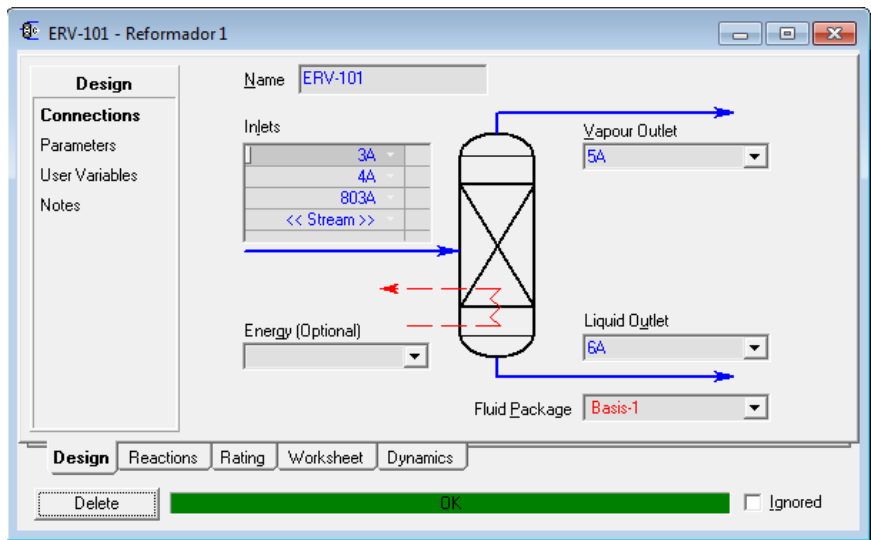 ERV-101 - Reformador 1
Design
Connections
Parameters
User Variables
Notes
Name ERV-101
Inlets
3A
4A
803A
<< Stream >>
Energy (Optional)
Vapour Outlet
5A
Liquid Outlet
6A
Fluid Package Basis-1
Design Reactions Rating Worksheet Dynamics
Delete OK Ignored